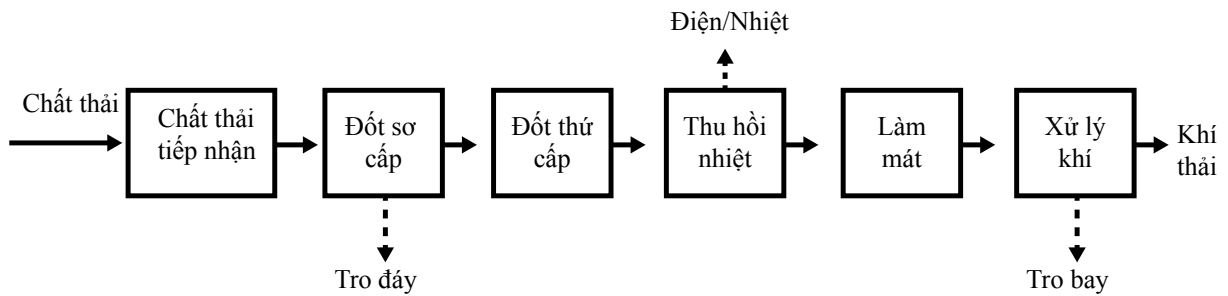 Điện/Nhiệt
Chất thải
Chất thải
tiếp nhận
Đốt sơ
cấp
Đốt thứ
cấp
Thu hồi
nhiệt
Làm
mát
Xử lý
khí
Khí
thải
Tro đáy
Tro bay